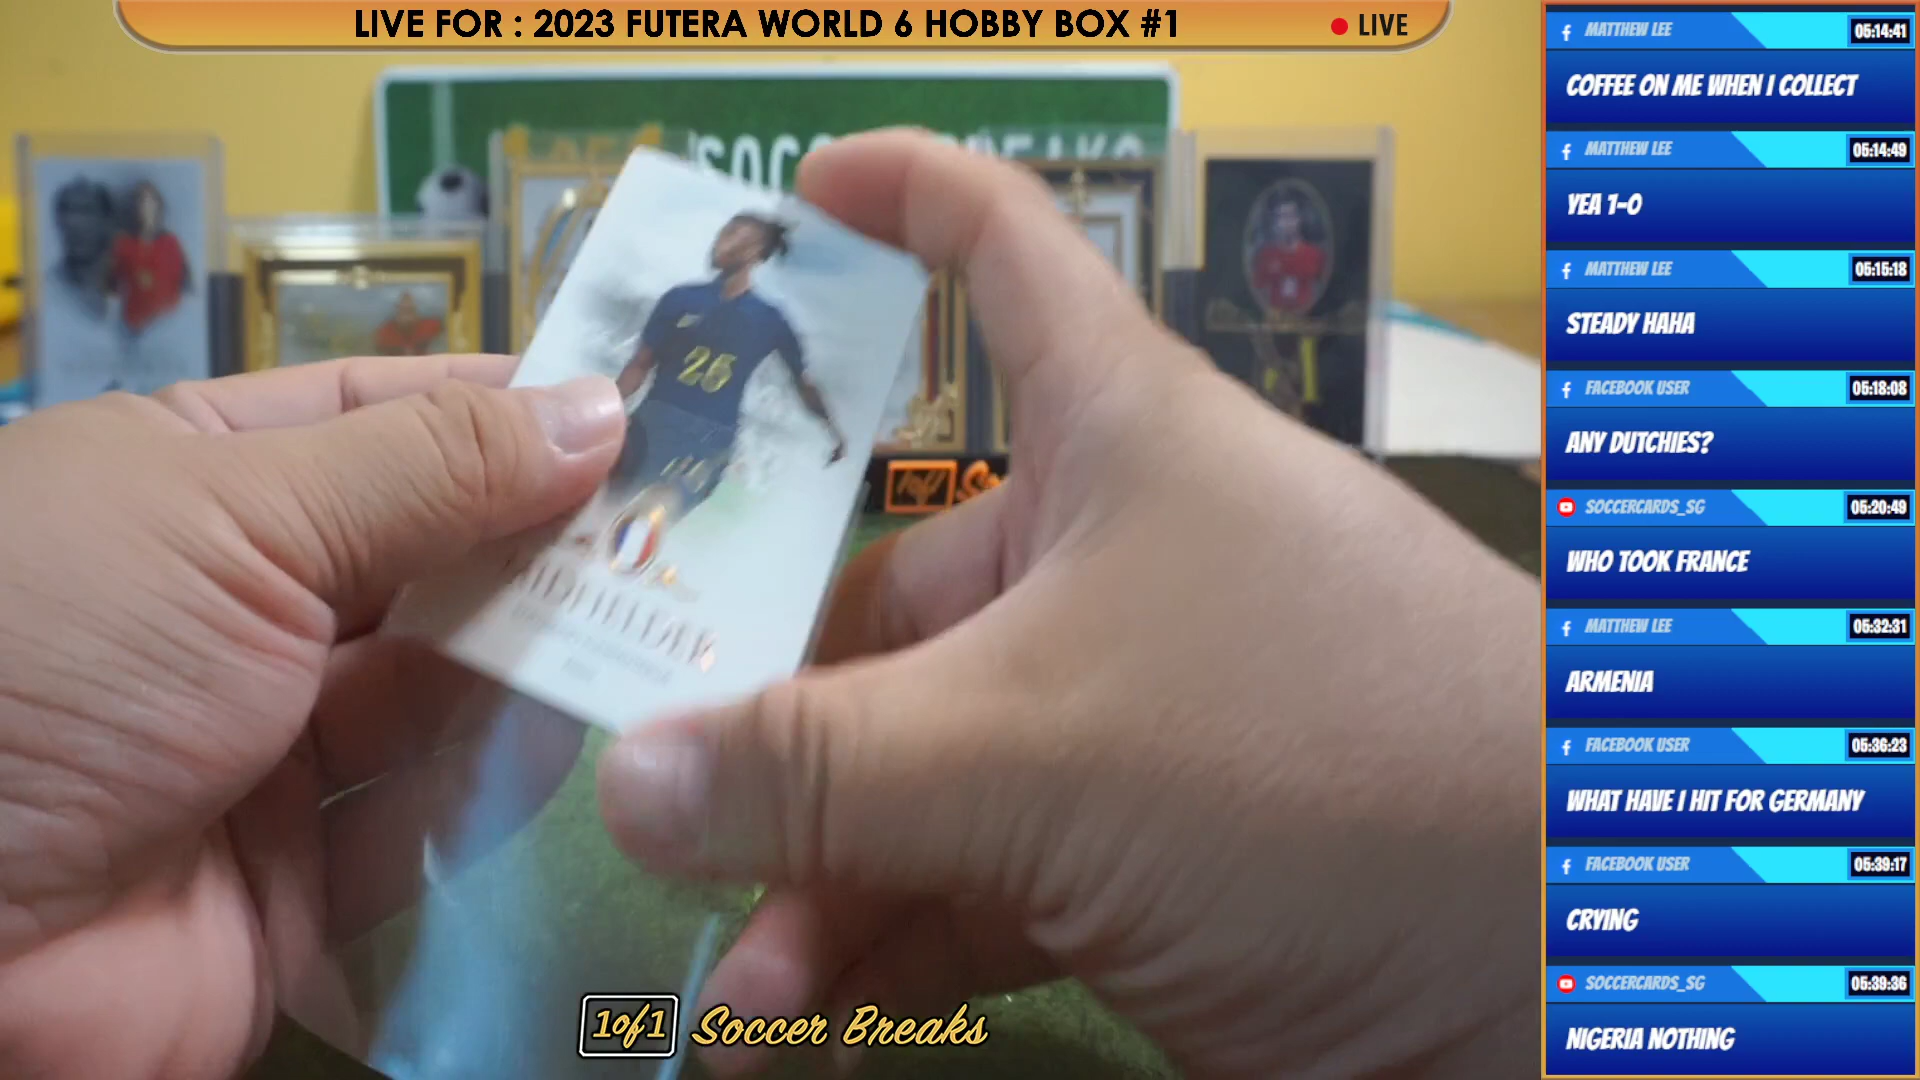 LIVE FOR : 2023 FUTERA WORLD 6 HOBBY BOX #1
LIVE
SOCCER BREAKS
25
1of1
1of1 Soccer Breaks
MATTHEW LEE 05:14:41
COFFEE ON ME WHEN I COLLECT
MATTHEW LEE 05:14:49
YEA 1-0
MATTHEW LEE 05:15:18
STEADY HAHA
FACEBOOK USER 05:18:08
ANY DUTCHIES?
SOCCERCARDS_SG 05:20:49
WHO TOOK FRANCE
MATTHEW LEE 05:32:31
ARMENIA
FACEBOOK USER 05:36:23
WHAT HAVE I HIT FOR GERMANY
FACEBOOK USER 05:39:17
CRYING
SOCCERCARDS_SG 05:39:36
NIGERIA NOTHING